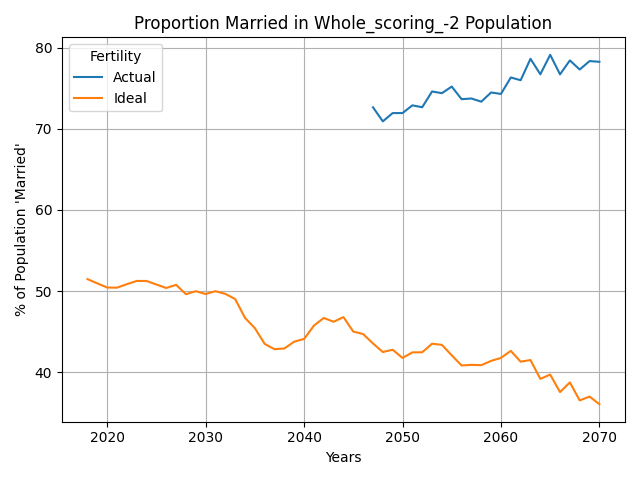 Proportion Married in Whole_scoring_-2 Population
Fertility
Actual
Ideal
% of Population 'Married'
80
70
60
50
40
2020
2030
2040
2050
2060
2070
Years